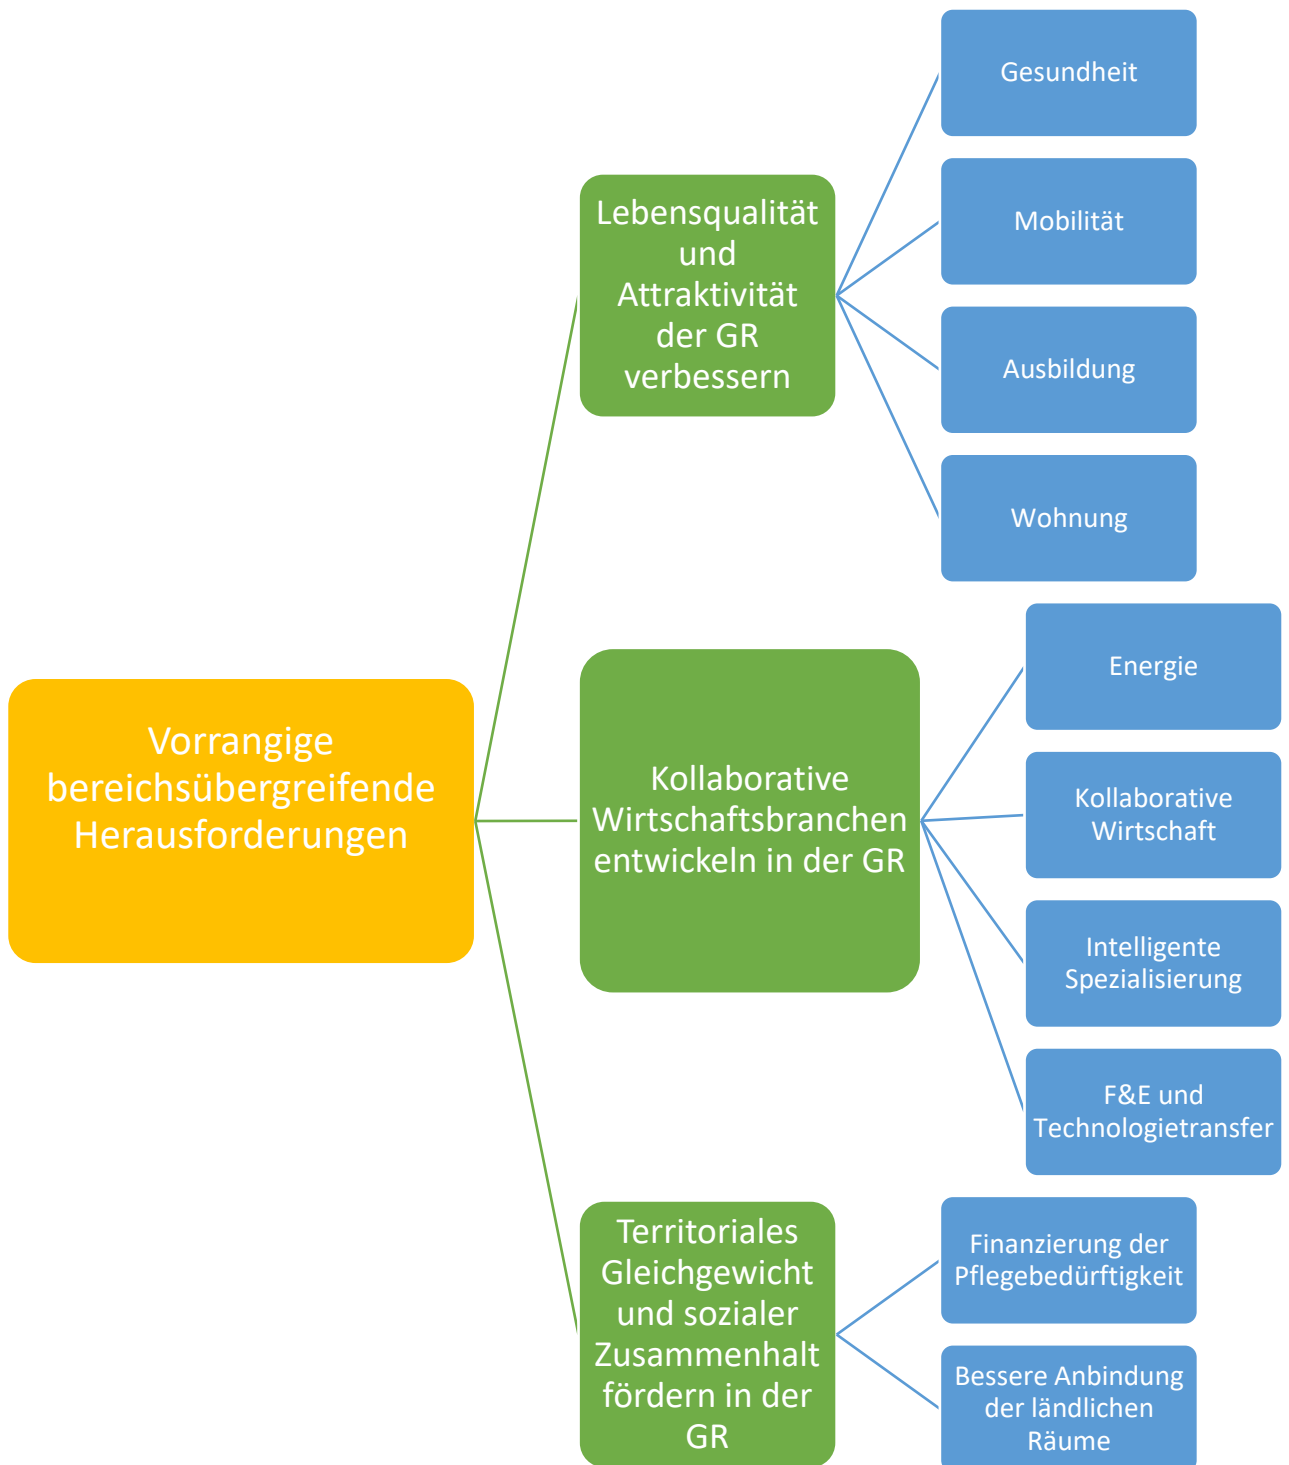 Vorrangige
bereichsübergreifende
Herausforderungen
Lebensqualität
und
Attraktivität
der GR
verbessern
Gesundheit
Mobilität
Ausbildung
Wohnung
Kollaborative
Wirtschaftsbranchen
entwickeln in der GR
Energie
Kollaborative
Wirtschaft
Intelligente
Spezialisierung
F&E und
Technologietransfer
Territoriales
Gleichgewicht
und sozialer
Zusammenhalt
fördern in der
GR
Finanzierung der
Pflegebedürftigkeit
Bessere Anbindung
der ländlichen
Räume